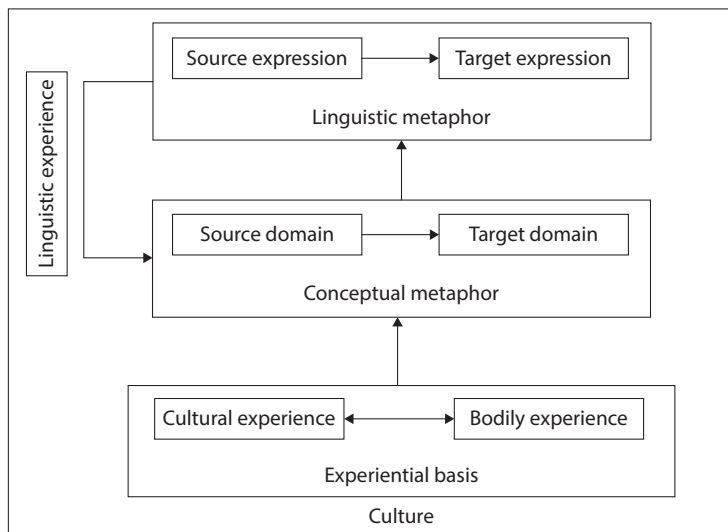 Source expression
Target expression
Linguistic metaphor
Linguistic experience
Source domain
Target domain
Conceptual metaphor
Cultural experience
Bodily experience
Experiential basis
Culture